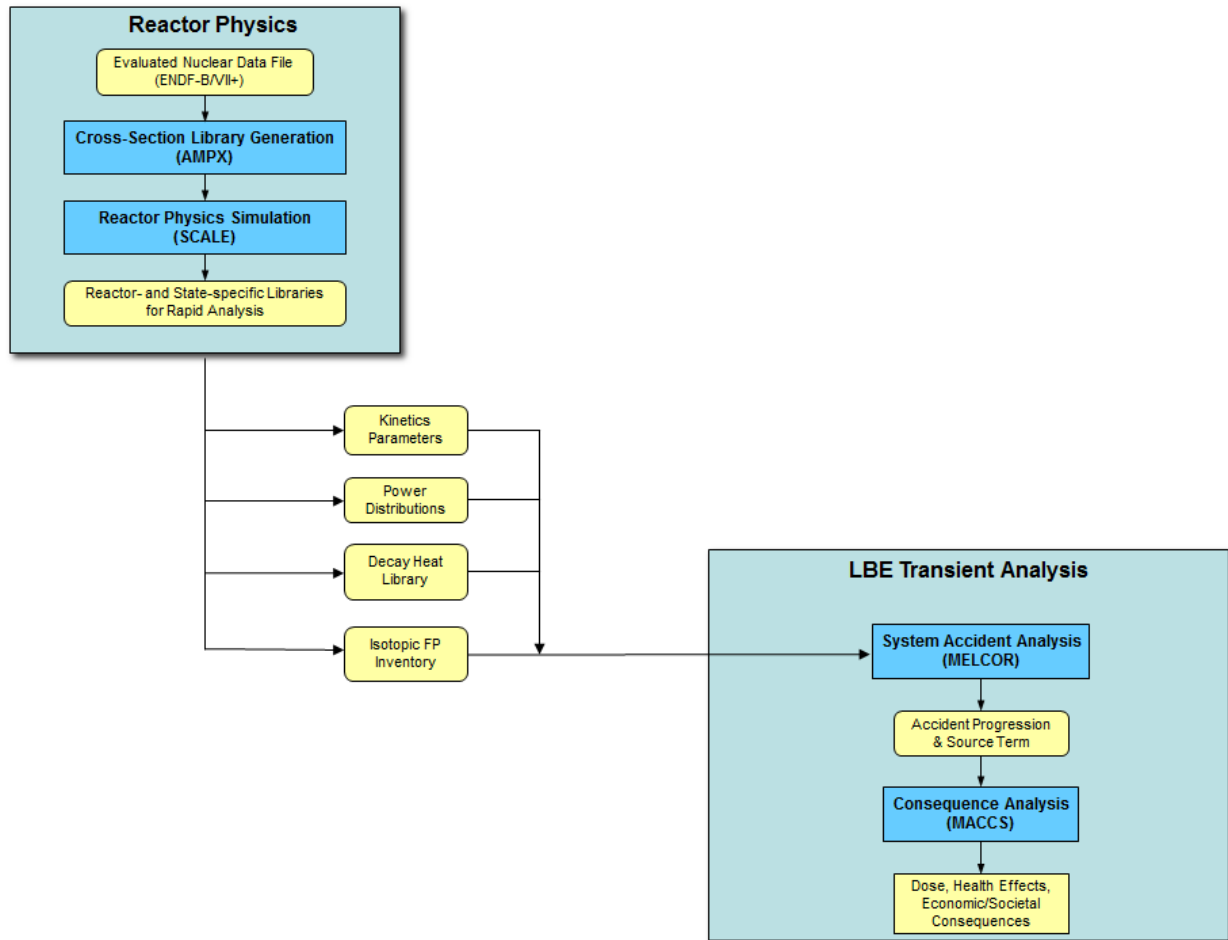 Reactor Physics
Evaluated Nuclear Data File
(ENDF-B/VII+)
Cross-Section Library Generation
(AMPX)
Reactor Physics Simulation
(SCALE)
Reactor- and State-specific Libraries
for Rapid Analysis
Kinetics
Parameters
Power
Distributions
Decay Heat
Library
Isotopic FP
Inventory
LBE Transient Analysis
System Accident Analysis
(MELCOR)
Accident Progression
& Source Term
Consequence Analysis
(MACCS)
Dose, Health Effects,
Economic/Societal
Consequences